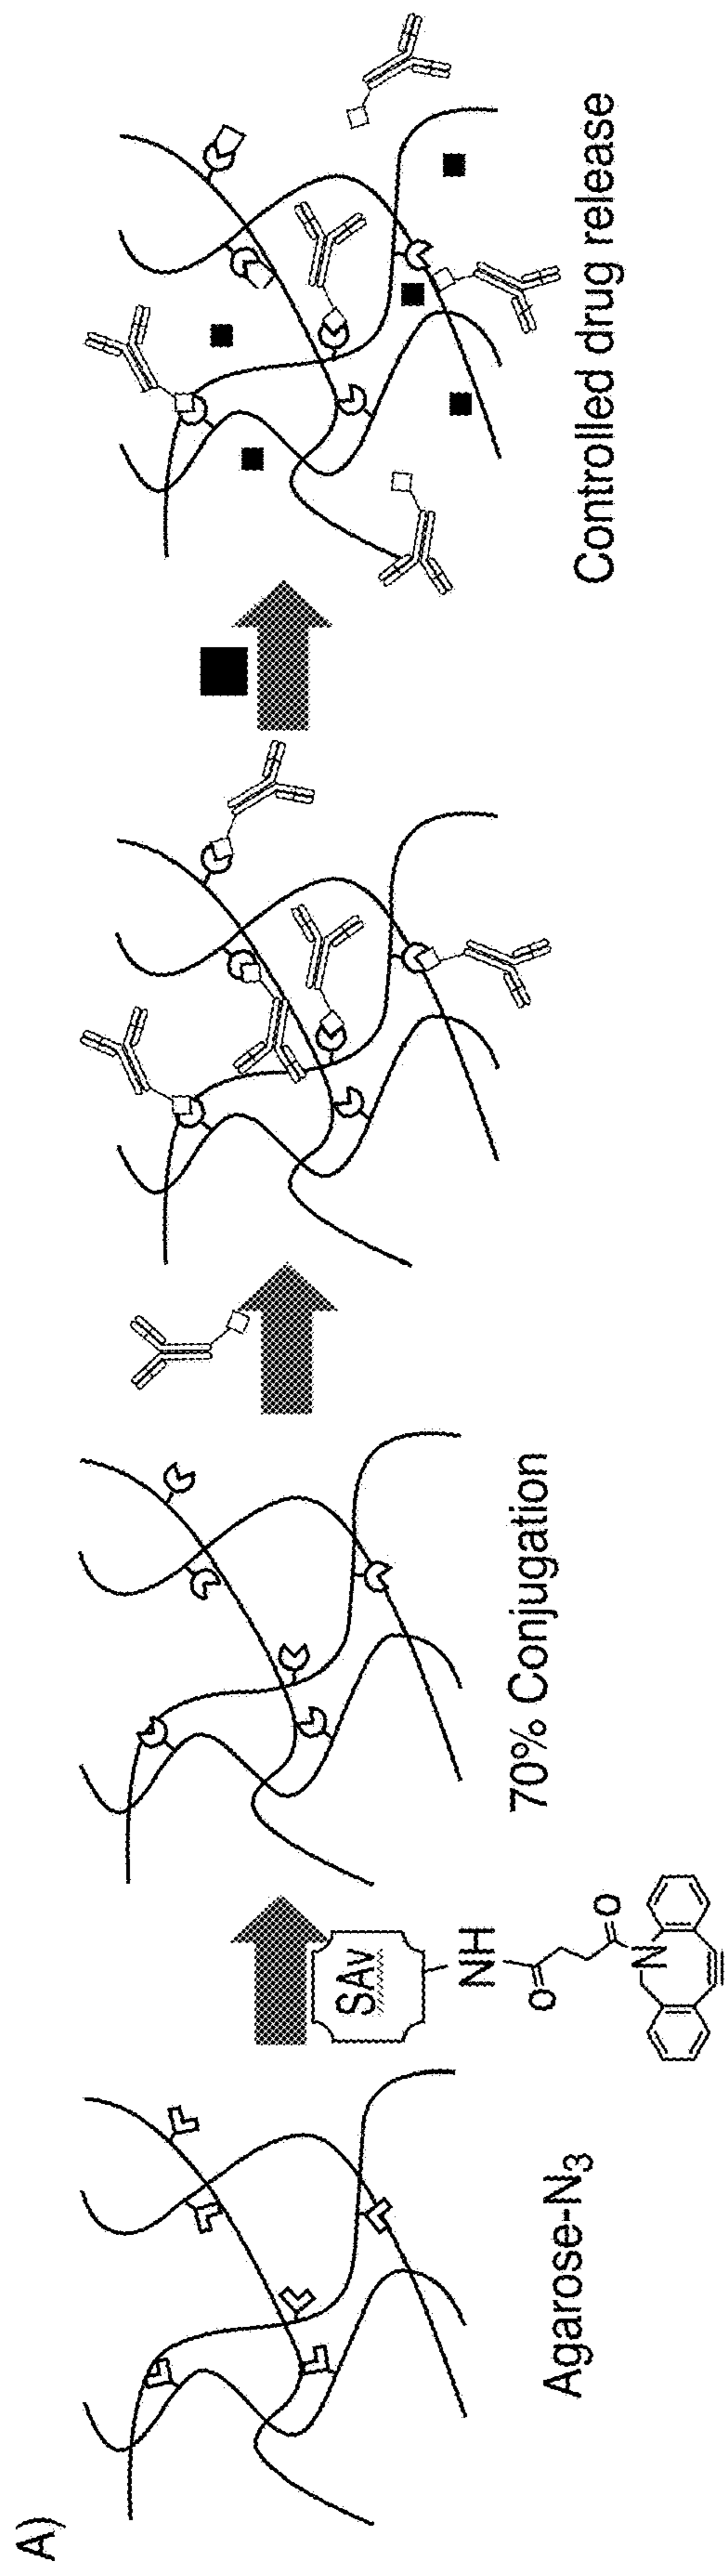 A)
Agarose-N₃
SAv
NH
O
O
N
70% Conjugation
Controlled drug release